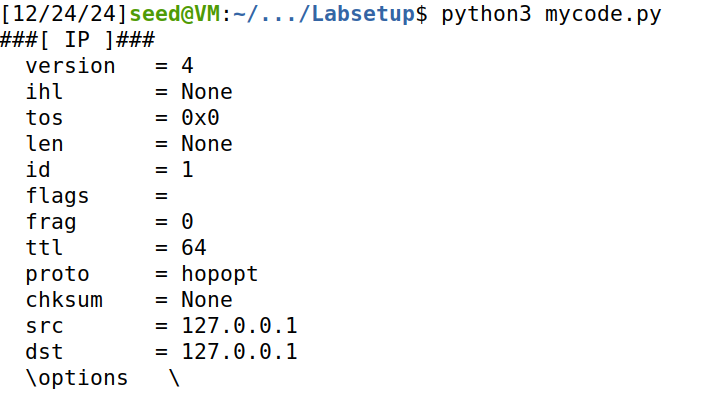 [12/24/24]seed@VM:~/.../Labsetup$ python3 mycode.py
###[ IP ]###
  version   = 4
  ihl       = None
  tos       = 0x0
  len       = None
  id        = 1
  flags     =
  frag      = 0
  ttl       = 64
  proto     = hopopt
  chksum    = None
  src       = 127.0.0.1
  dst       = 127.0.0.1
  \options   \